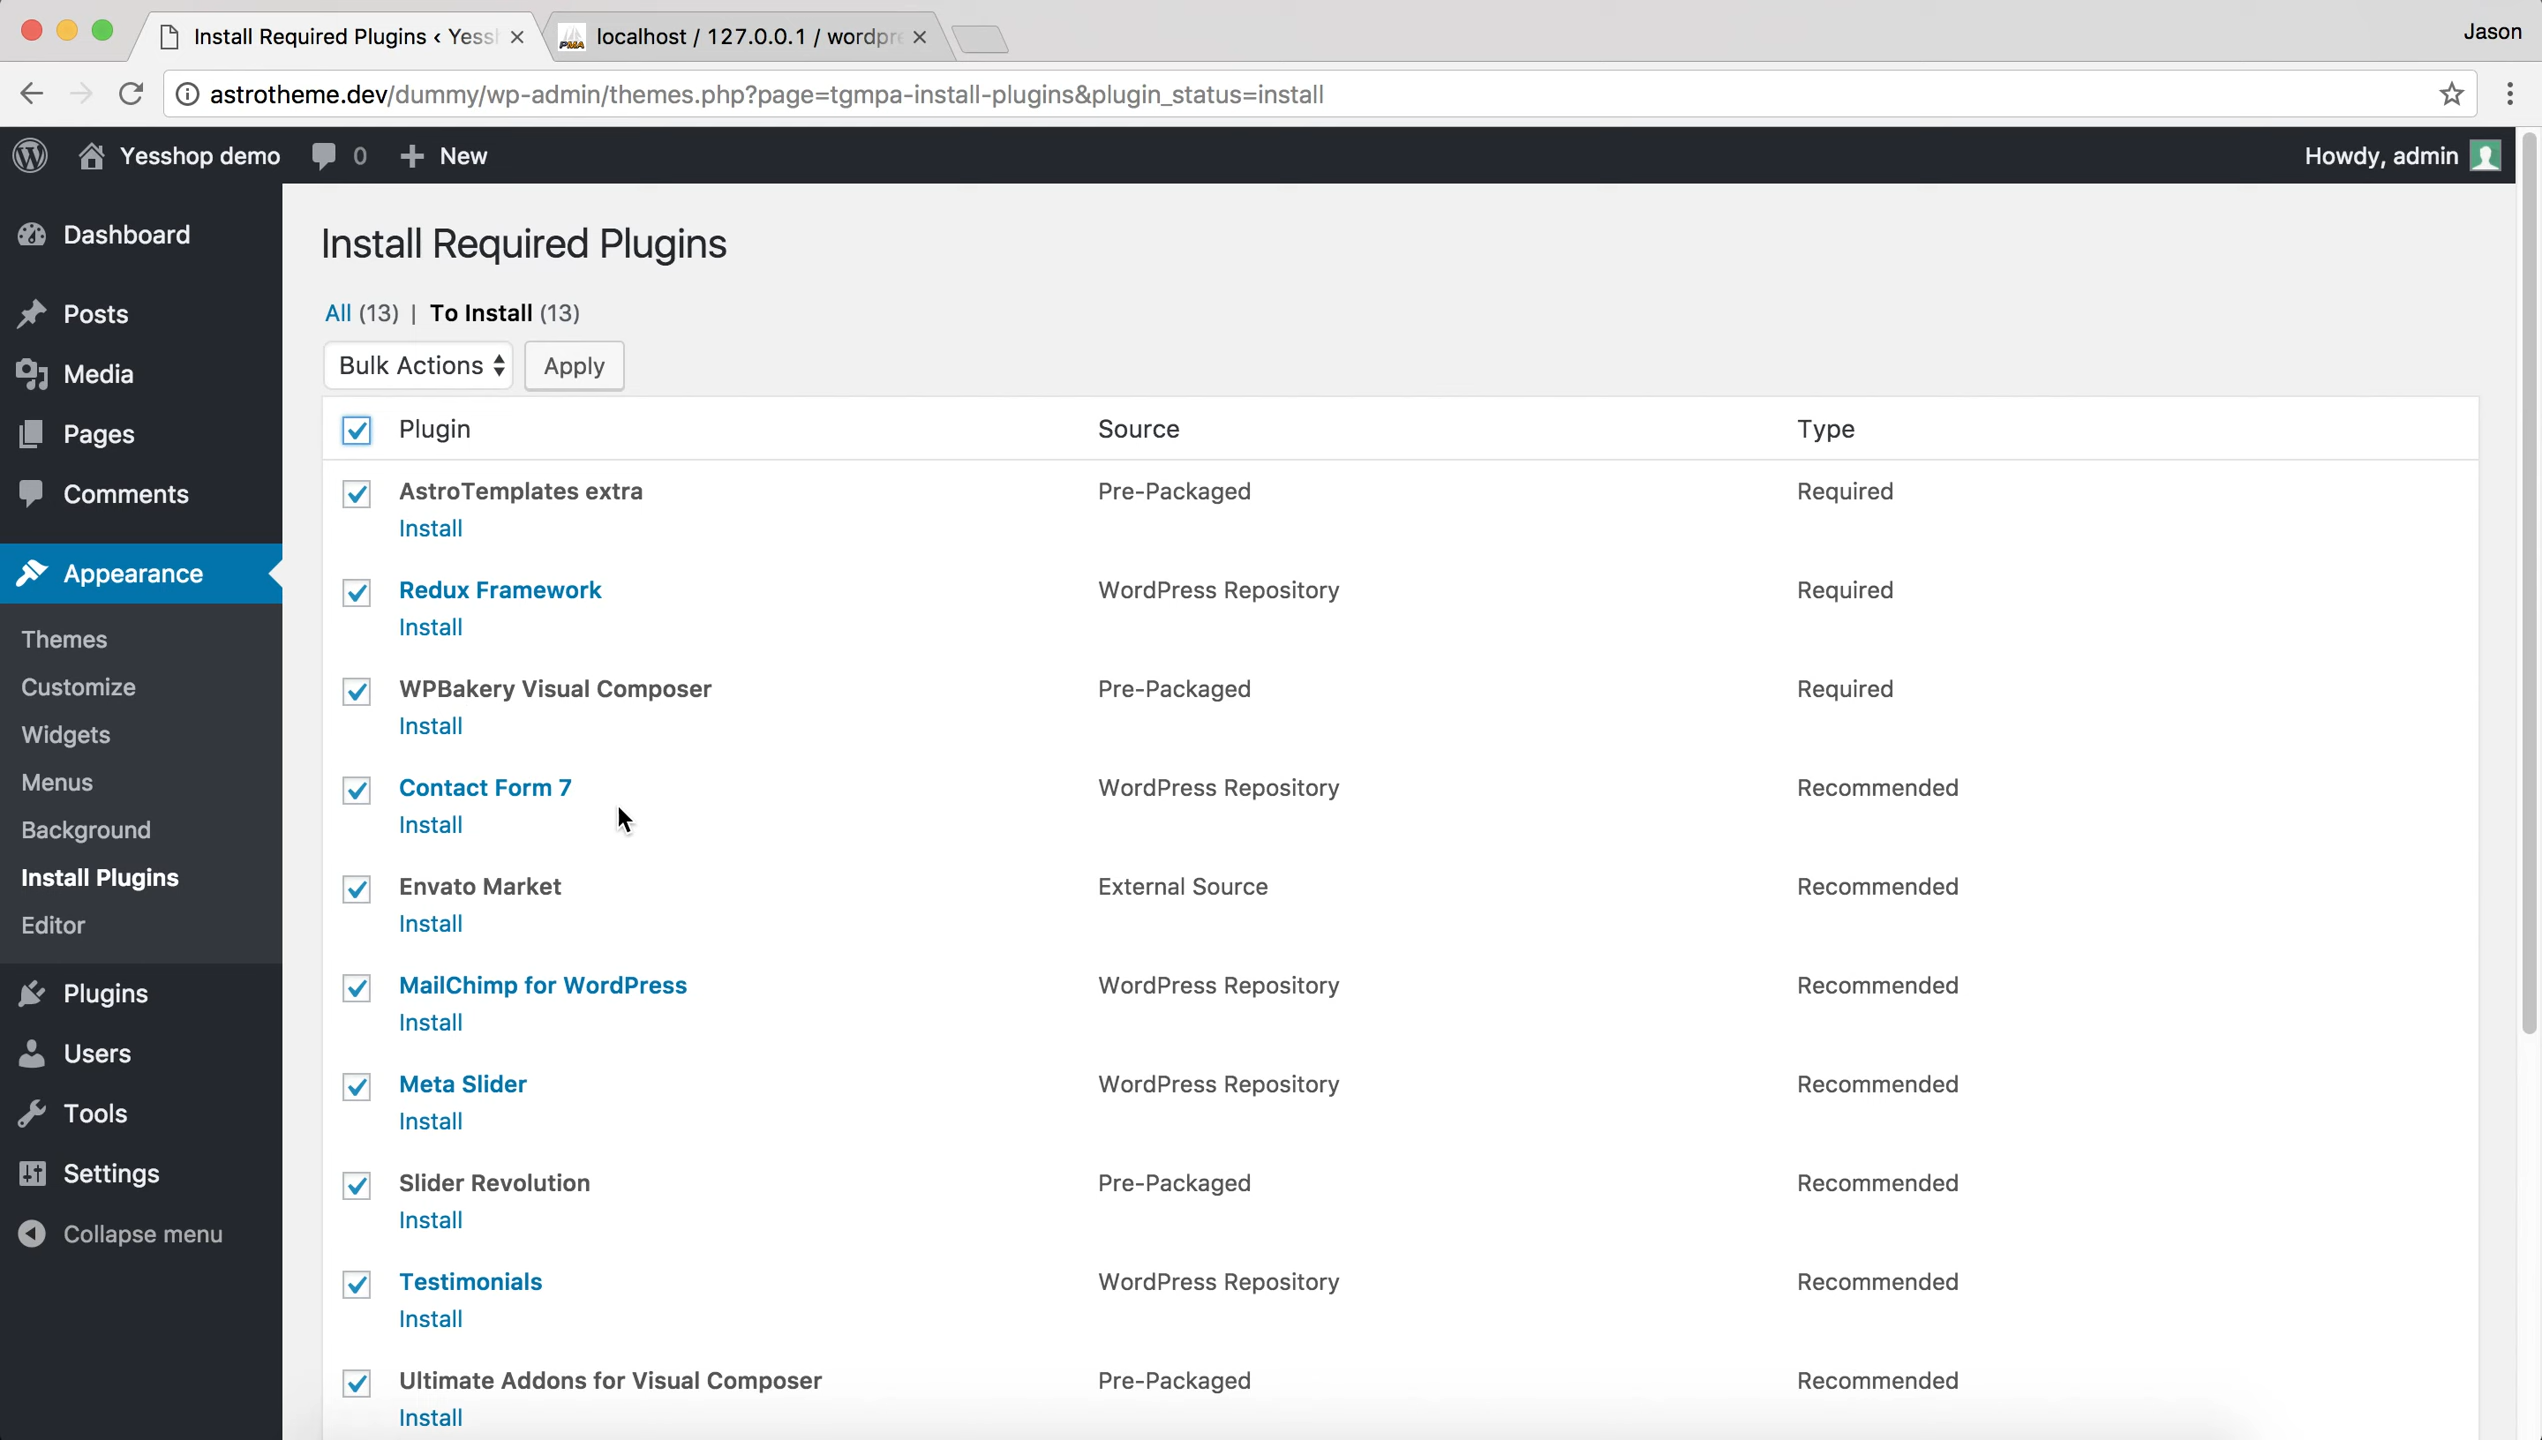 Install Required Plugins ‹ Yessl
localhost / 127.0.0.1 / wordpre
Jason
astrotheme.dev/dummy/wp-admin/themes.php?page=tgmpa-install-plugins&plugin_status=install
Yesshop demo 0 New
Howdy, admin
Dashboard
Posts
Media
Pages
Comments
Appearance
Themes
Customize
Widgets
Menus
Background
Install Plugins
Editor
Plugins
Users
Tools
Settings
Collapse menu
Install Required Plugins
All (13) | To Install (13)
Bulk Actions Apply
Plugin Source Type
AstroTemplates extra Pre-Packaged Required
Install
Redux Framework WordPress Repository Required
Install
WPBakery Visual Composer Pre-Packaged Required
Install
Contact Form 7 WordPress Repository Recommended
Install
Envato Market External Source Recommended
Install
MailChimp for WordPress WordPress Repository Recommended
Install
Meta Slider WordPress Repository Recommended
Install
Slider Revolution Pre-Packaged Recommended
Install
Testimonials WordPress Repository Recommended
Install
Ultimate Addons for Visual Composer Pre-Packaged Recommended
Install